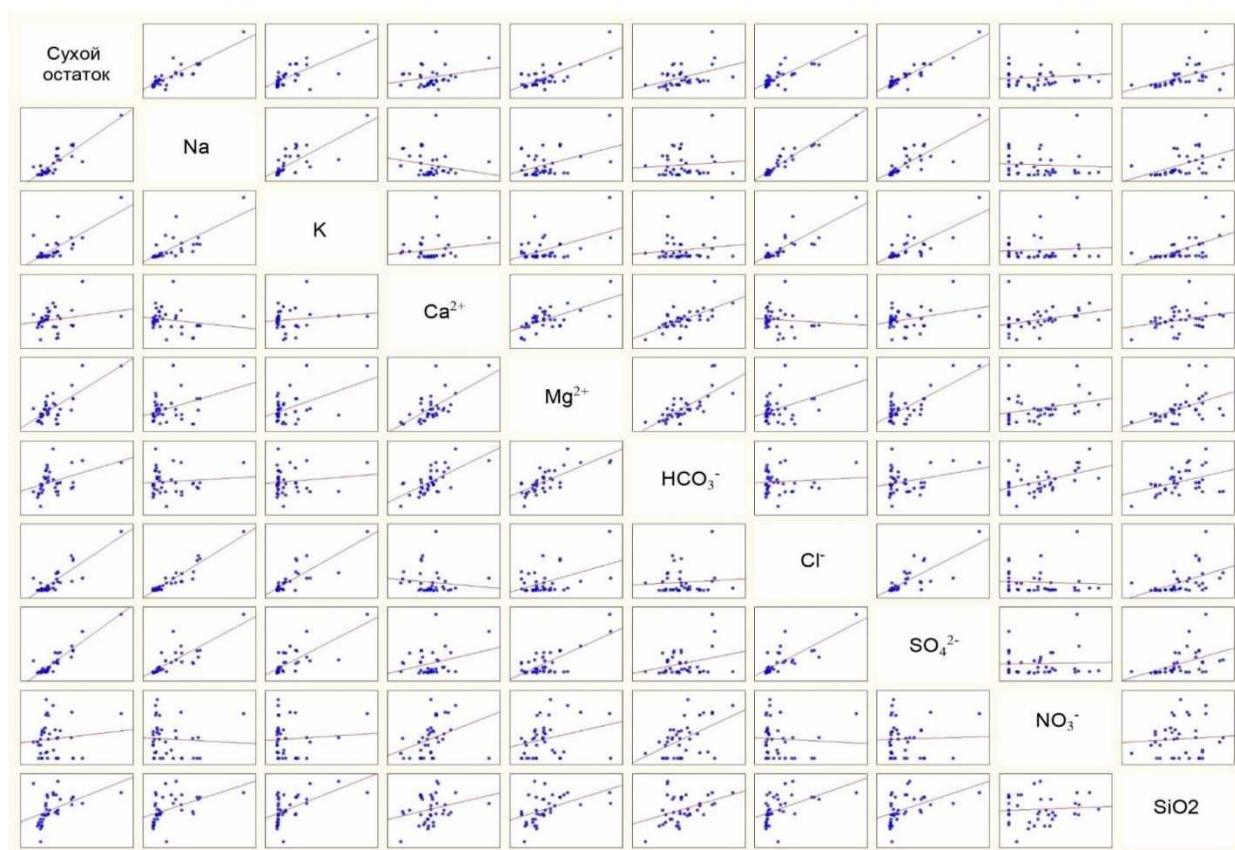 Сухой
остаток
Na
K
Ca²⁺
Mg²⁺
HCO₃⁻
Cl⁻
SO₄²⁻
NO₃⁻
SiO2